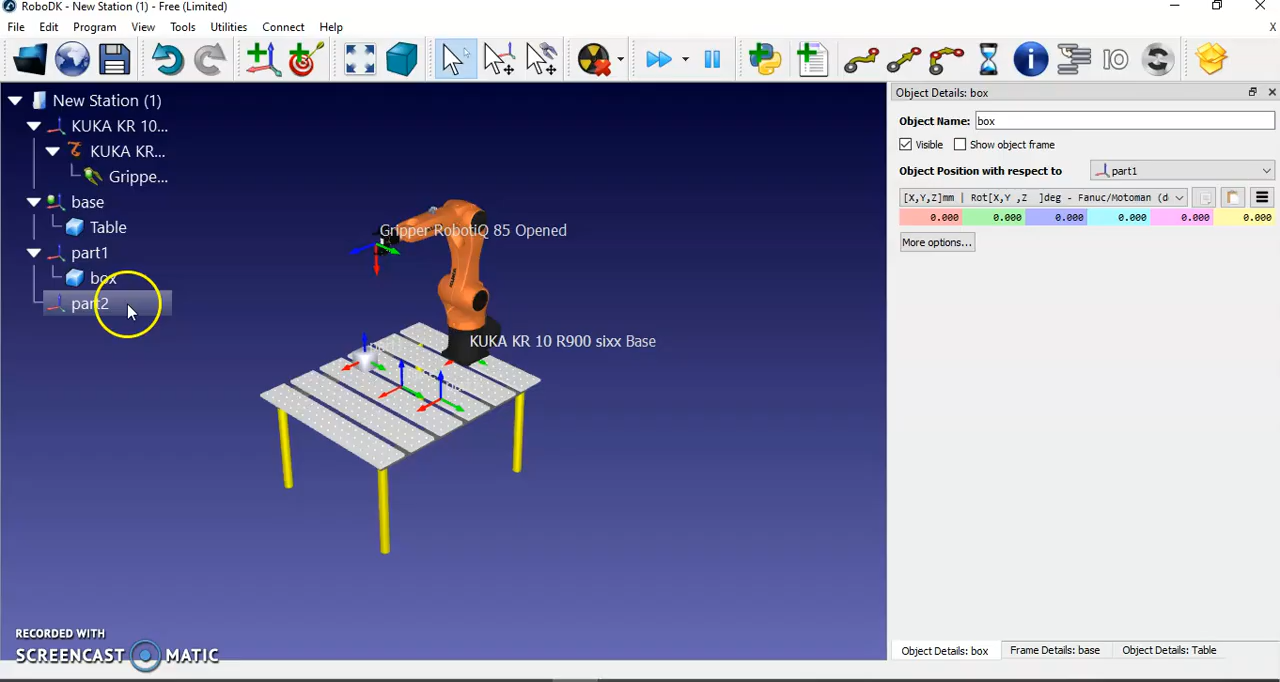 RoboDK - New Station (1) - Free (Limited)
File Edit Program View Tools Utilities Connect Help
New Station (1)
KUKA KR 10...
KUKA KR...
Grippe...
base
Table
part1
box
part2
Gripper RobotiQ 85 Opened
KUKA KR 10 R900 sixx Base
Object Details: box
Object Name: box
Visible Show object frame
Object Position with respect to part1
[X,Y,Z]mm | Rot[X,Y ,Z ]deg - Fanuc/Motoman (d
0.000 0.000 0.000 0.000 0.000 0.000
More options...
IO
Object Details: box Frame Details: base Object Details: Table
RECORDED WITH
SCREENCAST MATIC